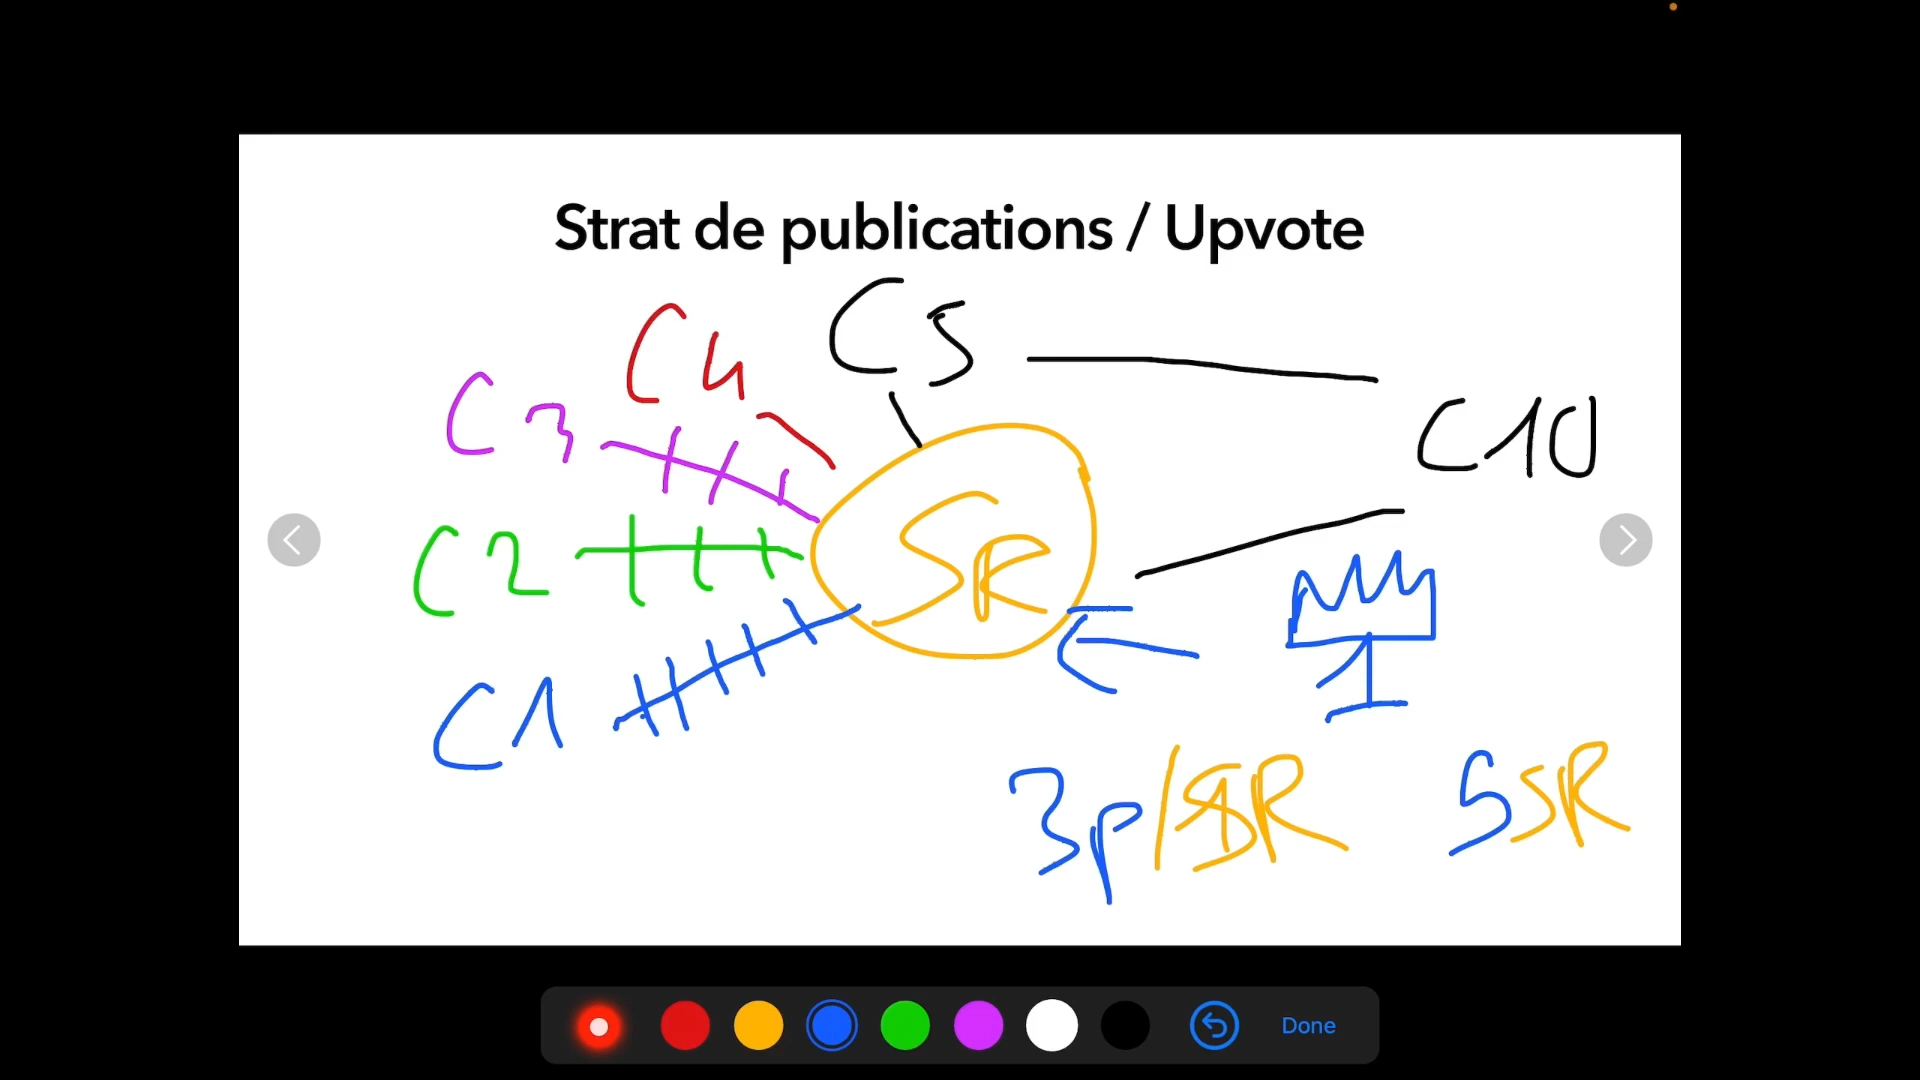 Strat de publications / Upvote
C5
C4
C3
C10
SR
C2
C1
1
3p/SR 5SR
Done